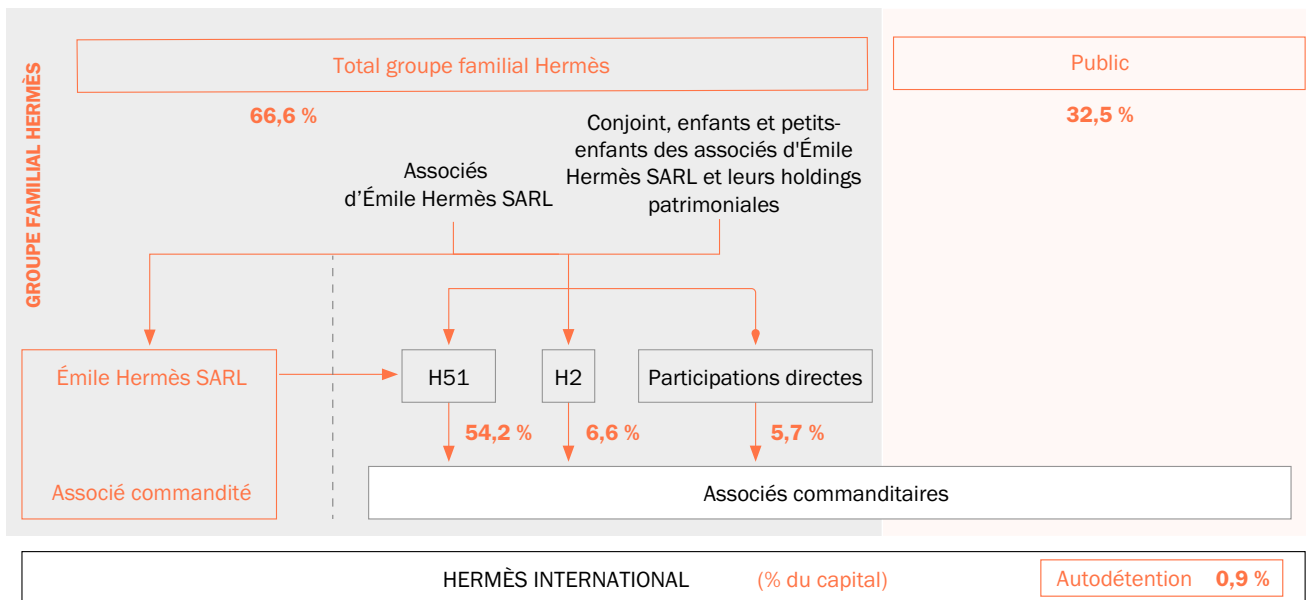 GROUPE FAMILIAL HERMÈS
Total groupe familial Hermès
Public
66,6 %
32,5 %
Associés
d’Émile Hermès SARL
Conjoint, enfants et petits-
enfants des associés d'Émile
Hermès SARL et leurs holdings
patrimoniales
Émile Hermès SARL
H51
H2
Participations directes
54,2 %
6,6 %
5,7 %
Associé commandité
Associés commanditaires
HERMÈS INTERNATIONAL (% du capital)
Autodétention 0,9 %